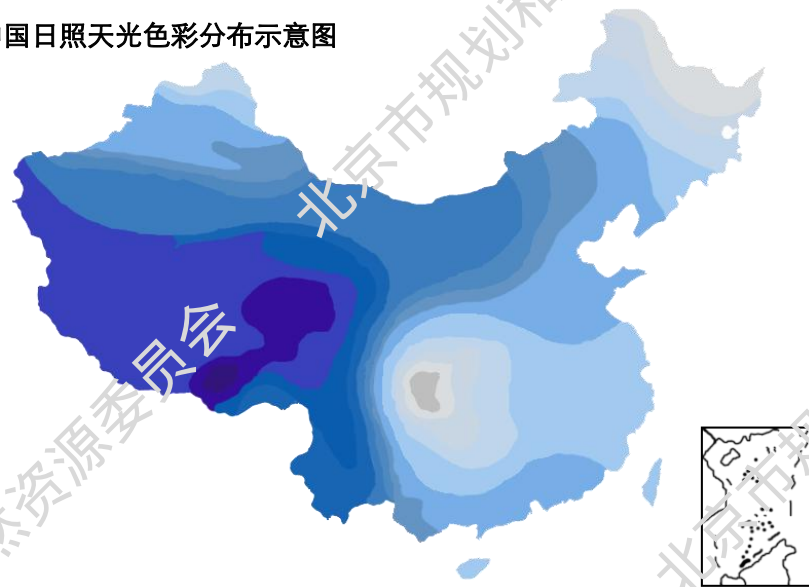 国日照天光色彩分布示意图
北京市规划和
然资源委员会
北京市规